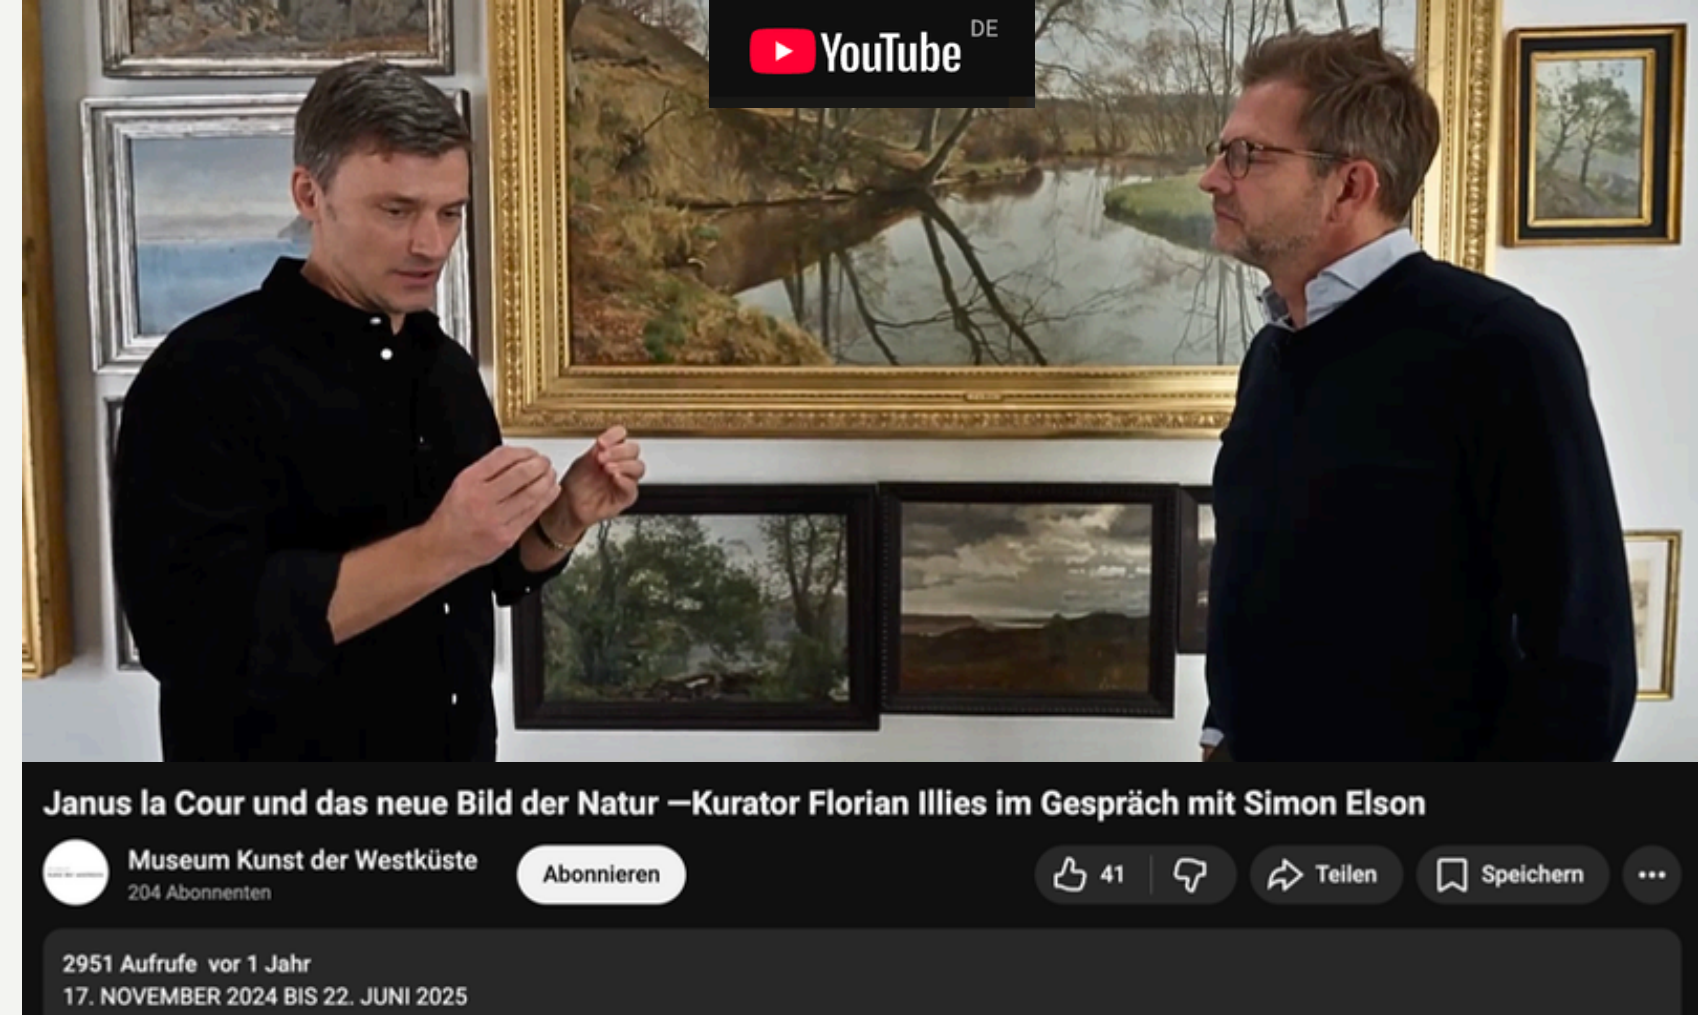 YouTube DE
Janus la Cour und das neue Bild der Natur —Kurator Florian Illies im Gespräch mit Simon Elson
Museum Kunst der Westküste
204 Abonnenten
Abonnieren
41
Teilen
Speichern
2951 Aufrufe vor 1 Jahr
17. NOVEMBER 2024 BIS 22. JUNI 2025